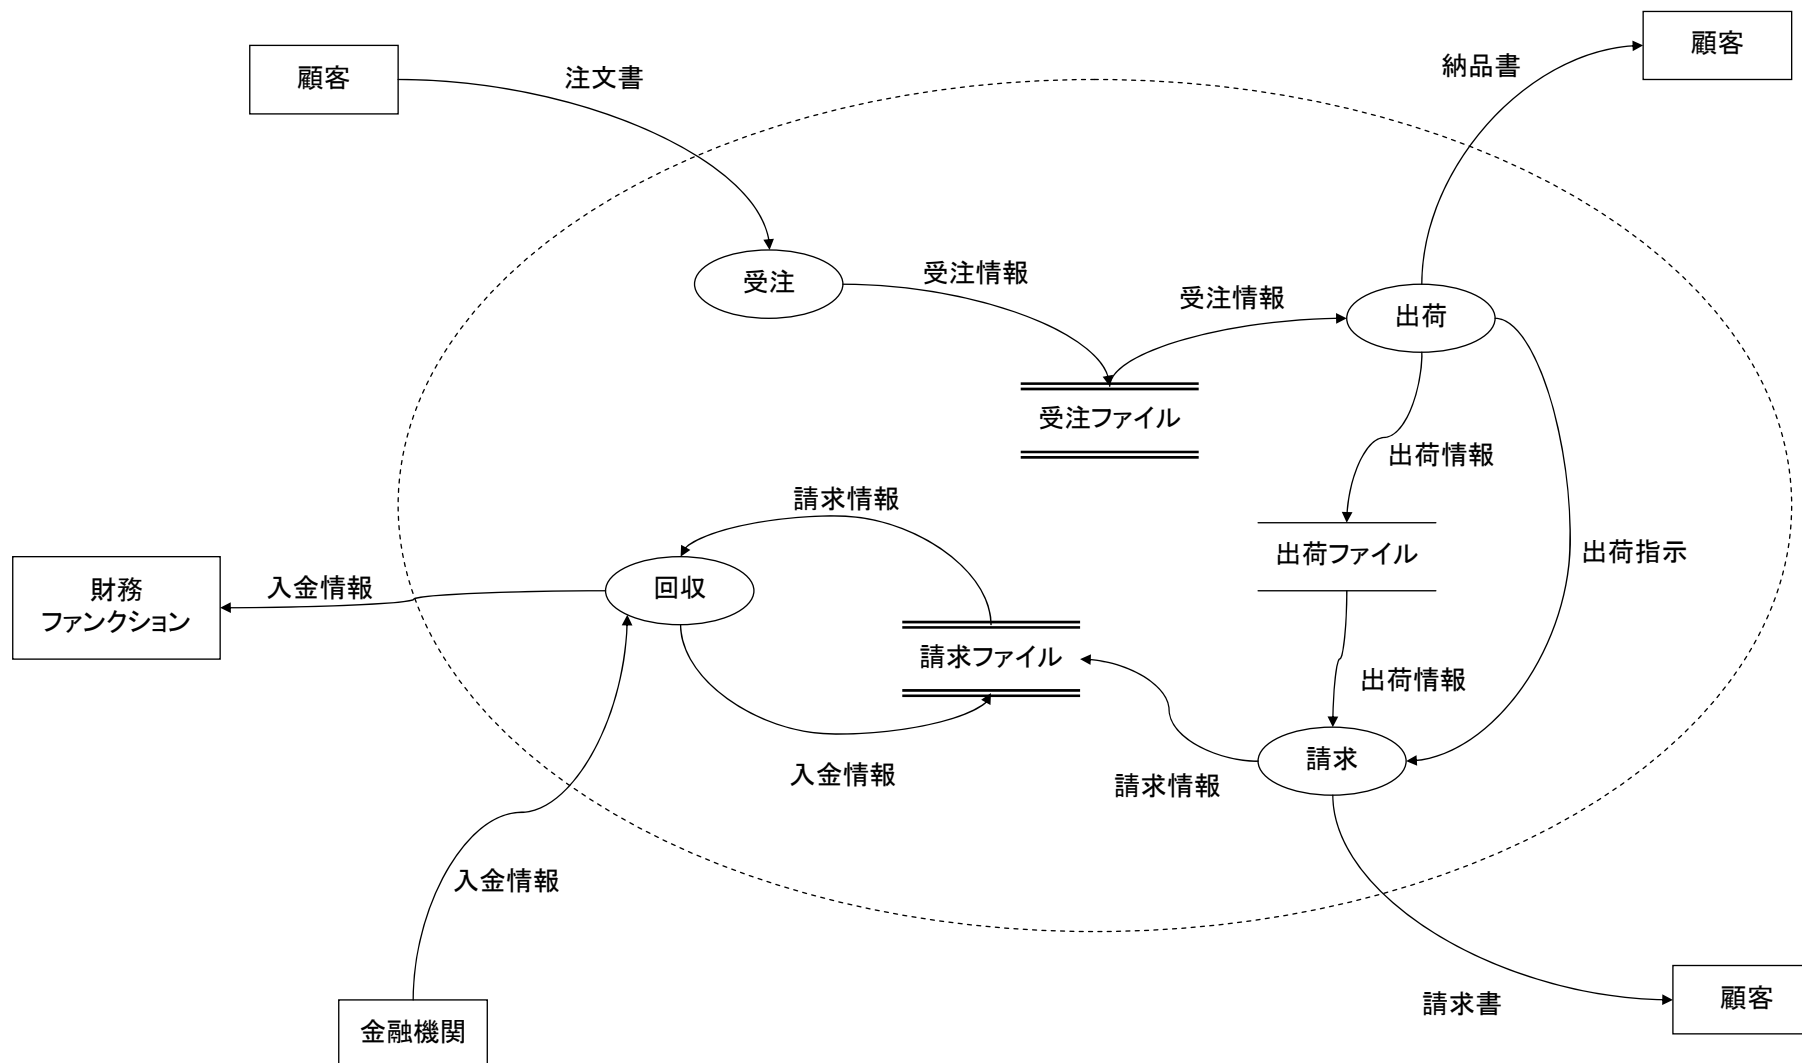 顧客
顧客
注文書
納品書
受注
受注情報
受注情報
出荷
受注ファイル
出荷情報
請求情報
出荷ファイル
出荷指示
財務
ファンクション
入金情報
回収
請求ファイル
出荷情報
入金情報
請求情報
請求
入金情報
請求書
顧客
金融機関